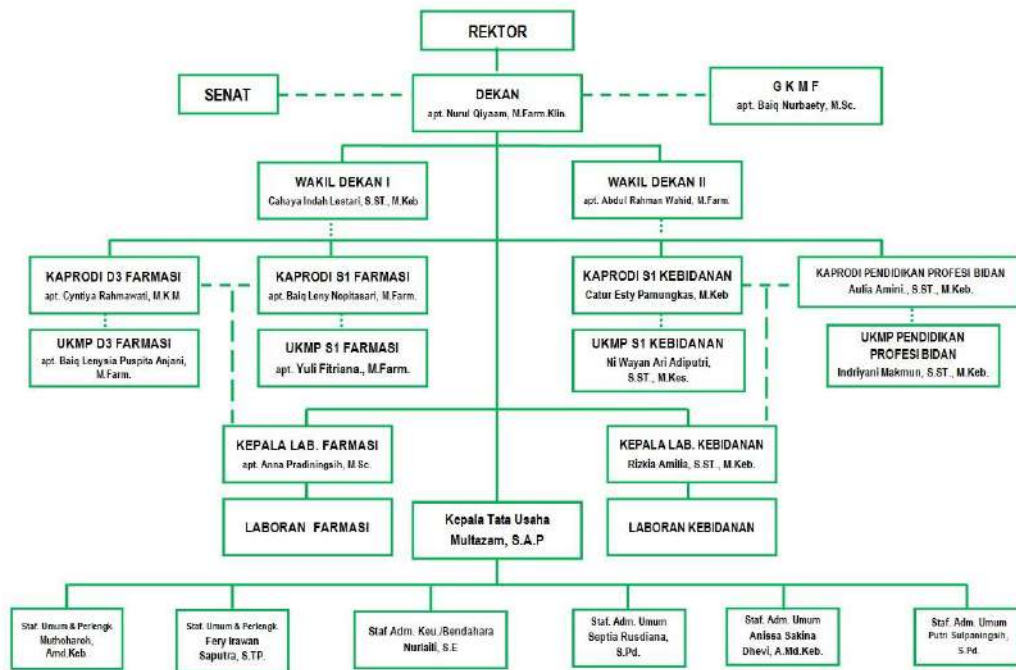 REKTOR
SENAT
DEKAN
apt. Nurul Qiyaam, M.Farm.Klin.
G K M F
apt. Baiq Nurbaety, M.Sc.
WAKIL DEKAN I
Cahaya Indah Lestari, S.ST., M.Keb
WAKIL DEKAN II
apt. Abdul Rahman Wahid, M.Farm.
KAPRODI D3 FARMASI
apt. Cyntiya Rahmawati, M.K.M.
KAPRODI S1 FARMASI
apt. Baiq Leny Nopitasari, M.Farm.
KAPRODI S1 KEBIDANAN
Catur Esty Pamungkas, M.Keb
KAPRODI PENDIDIKAN PROFESI BIDAN
Aulia Amini., S.ST., M.Keb.
UKMP D3 FARMASI
apt. Baiq Lenysia Puspita Anjani,
M.Farm.
UKMP S1 FARMASI
apt. Yuli Fitriana., M.Farm.
UKMP S1 KEBIDANAN
Ni Wayan Ari Adiputri,
S.ST., M.Kes.
UKMP PENDIDIKAN
PROFESI BIDAN
Indriyani Makmun, S.ST., M.Keb.
KEPALA LAB. FARMASI
apt. Anna Pradiningsih, M.Sc.
KEPALA LAB. KEBIDANAN
Rizkia Amilia, S.ST., M.Keb.
LABORAN FARMASI
Kepala Tata Usaha
Multazam, S.A.P
LABORAN KEBIDANAN
Staf. Umum & Perlengk.
Muthoharoh,
Amd.Keb.
Staf. Umum & Perlengk.
Fery Irawan
Saputra, S.TP.
Staf Adm. Keu./Bendahara
Nurlaili, S.E
Staf. Adm. Umum
Septia Rusdiana,
S.Pd.
Staf. Adm. Umum
Anissa Sakina
Dhevi, A.Md.Keb.
Staf. Adm. Umum
Putri Sulpaningsih,
S.Pd.